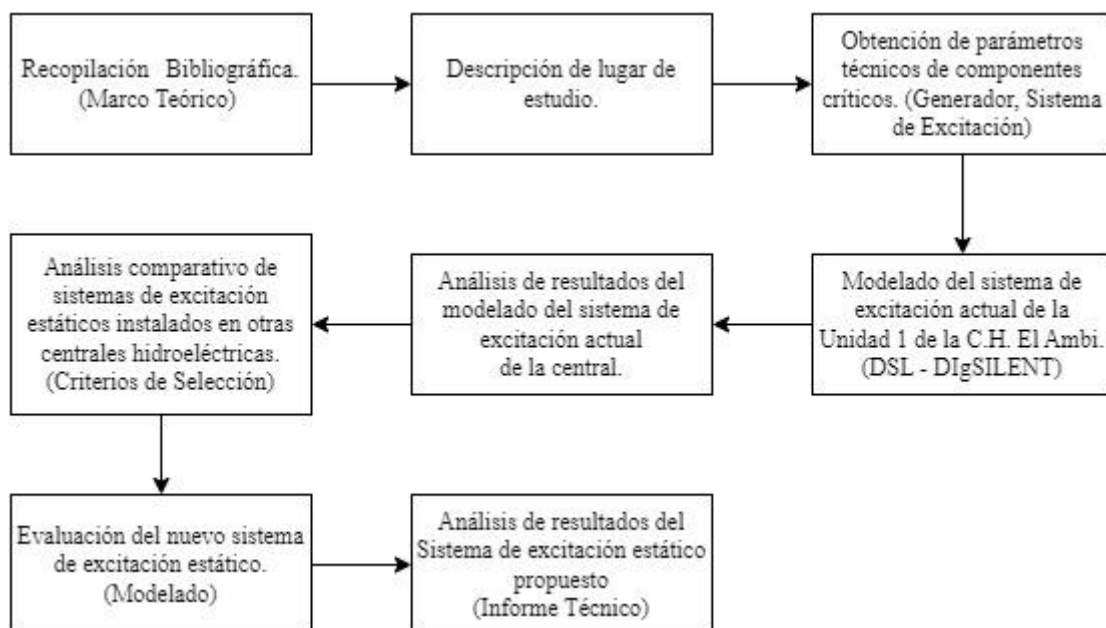 Recopilación Bibliográfica.
(Marco Teórico)
Descripción de lugar de
estudio.
Obtención de parámetros
técnicos de componentes
críticos. (Generador, Sistema
de Excitación)
Modelado del sistema de
excitación actual de la
Unidad 1 de la C.H. El Ambi.
(DSL - DIgSILENT)
Análisis de resultados del
modelado del sistema de
excitación actual
de la central.
Análisis comparativo de
sistemas de excitación
estáticos instalados en otras
centrales hidroeléctricas.
(Criterios de Selección)
Evaluación del nuevo sistema
de excitación estático.
(Modelado)
Análisis de resultados del
Sistema de excitación estático
propuesto
(Informe Técnico)